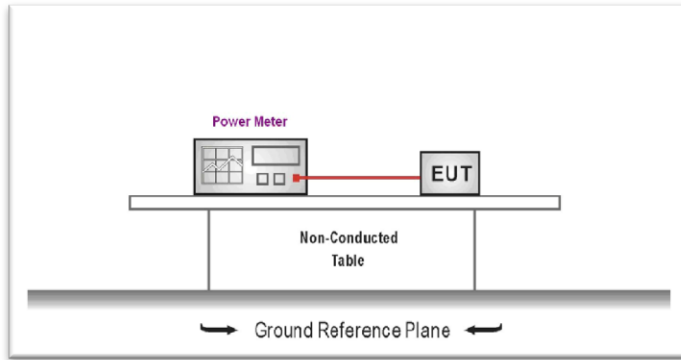 Power Meter
EUT
Non-Conducted
Table
Ground Reference Plane